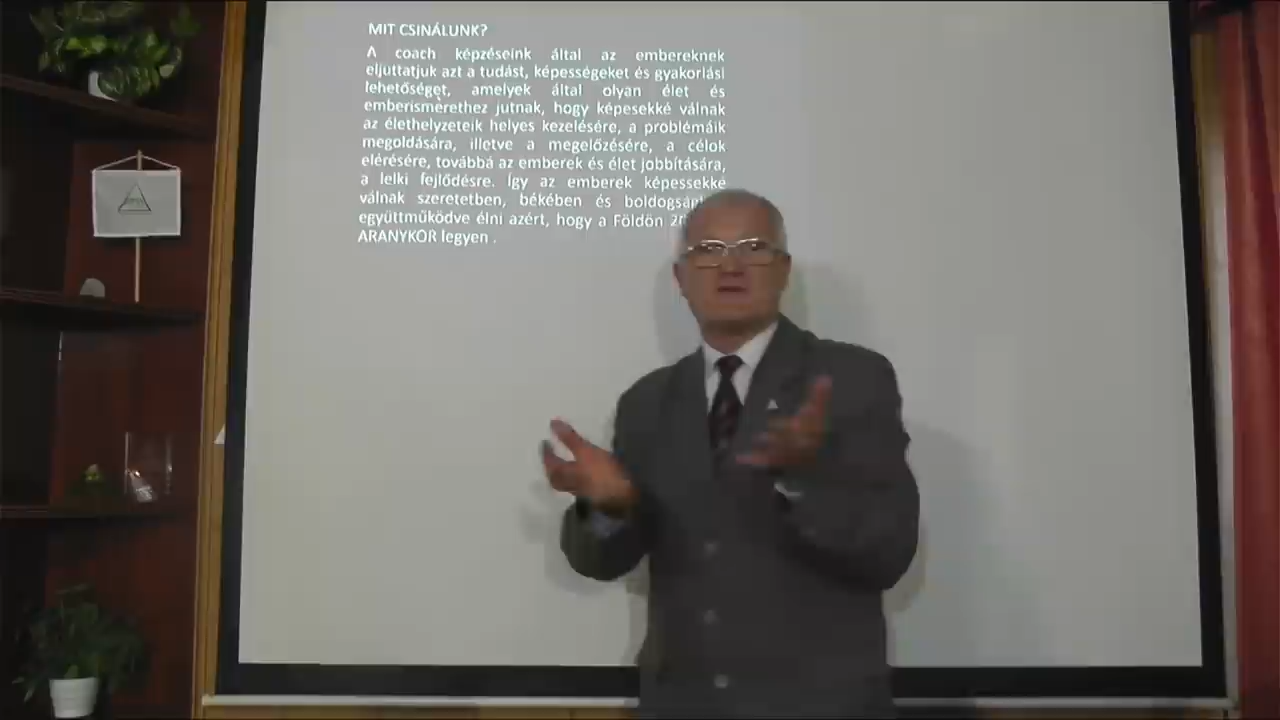 MIT CSINÁLUNK?
A coach képzéseink által az embereknek
eljuttatjuk azt a tudást, képességeket és gyakorlási
lehetőséget, amelyek által olyan élet és
emberismerethez jutnak, hogy képesekké válnak
az élethelyzeteik helyes kezelésére, a problémáik
megoldására, illetve a megelőzésére, a célok
elérésére, továbbá az emberek és élet jobbítására,
a lelki fejlődésre. Így az emberek képessekké
válnak szeretetben, békében és
együttműködve élni azért, hogy a Földön
ARANYKOR legyen .